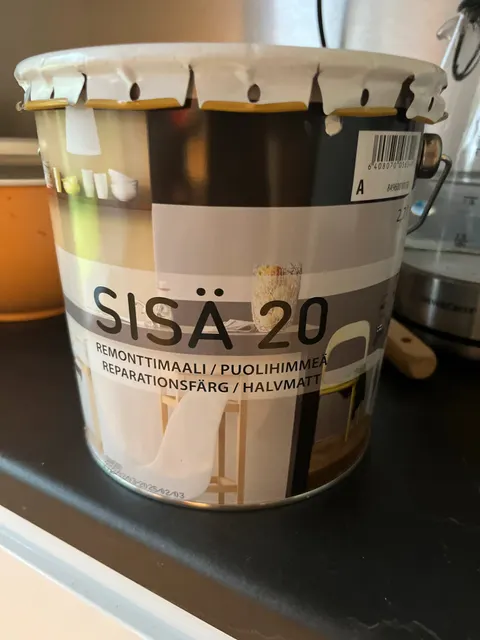 A
SISÄ 20
REMONTTIMAALI / PUOLIHIMMEÄ
REPARATIONSFÄRG / HALVMATT